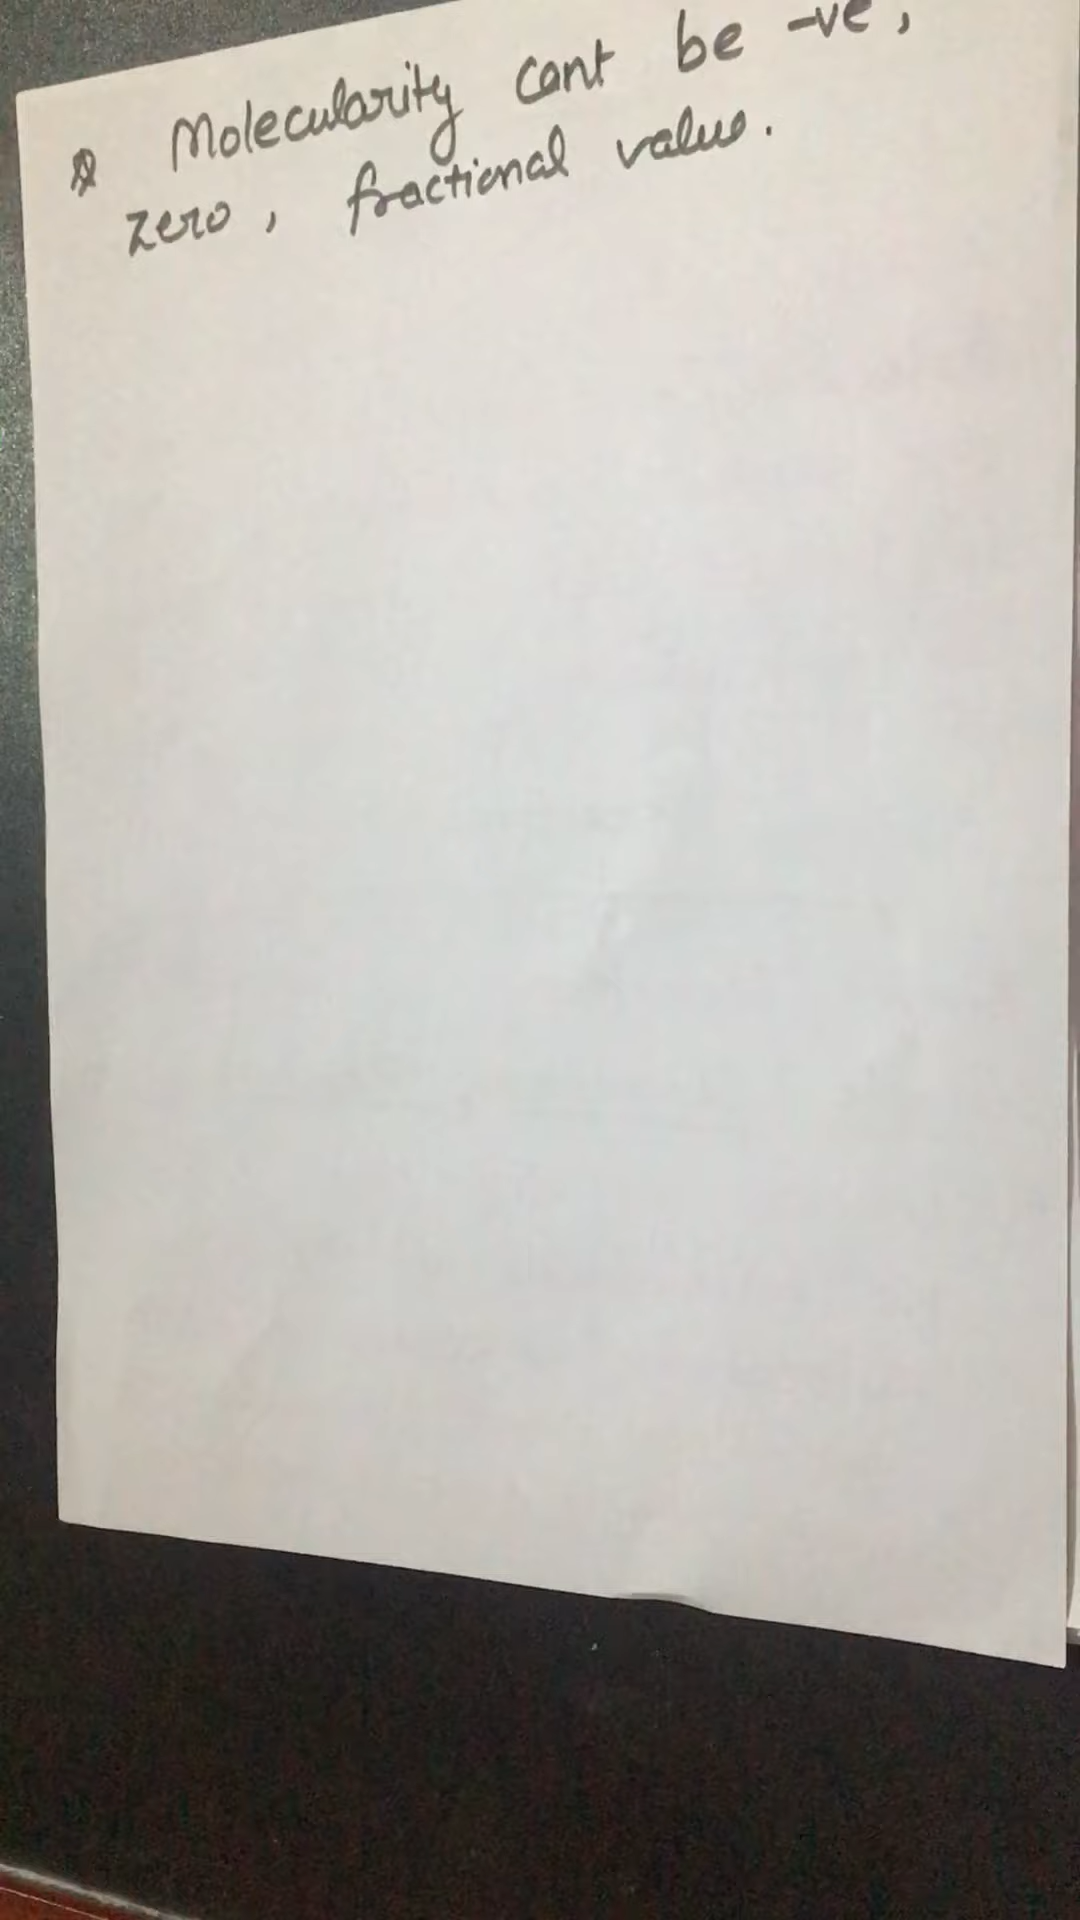 ☆ Molecularity cant be -ve,
zero, fractional value.